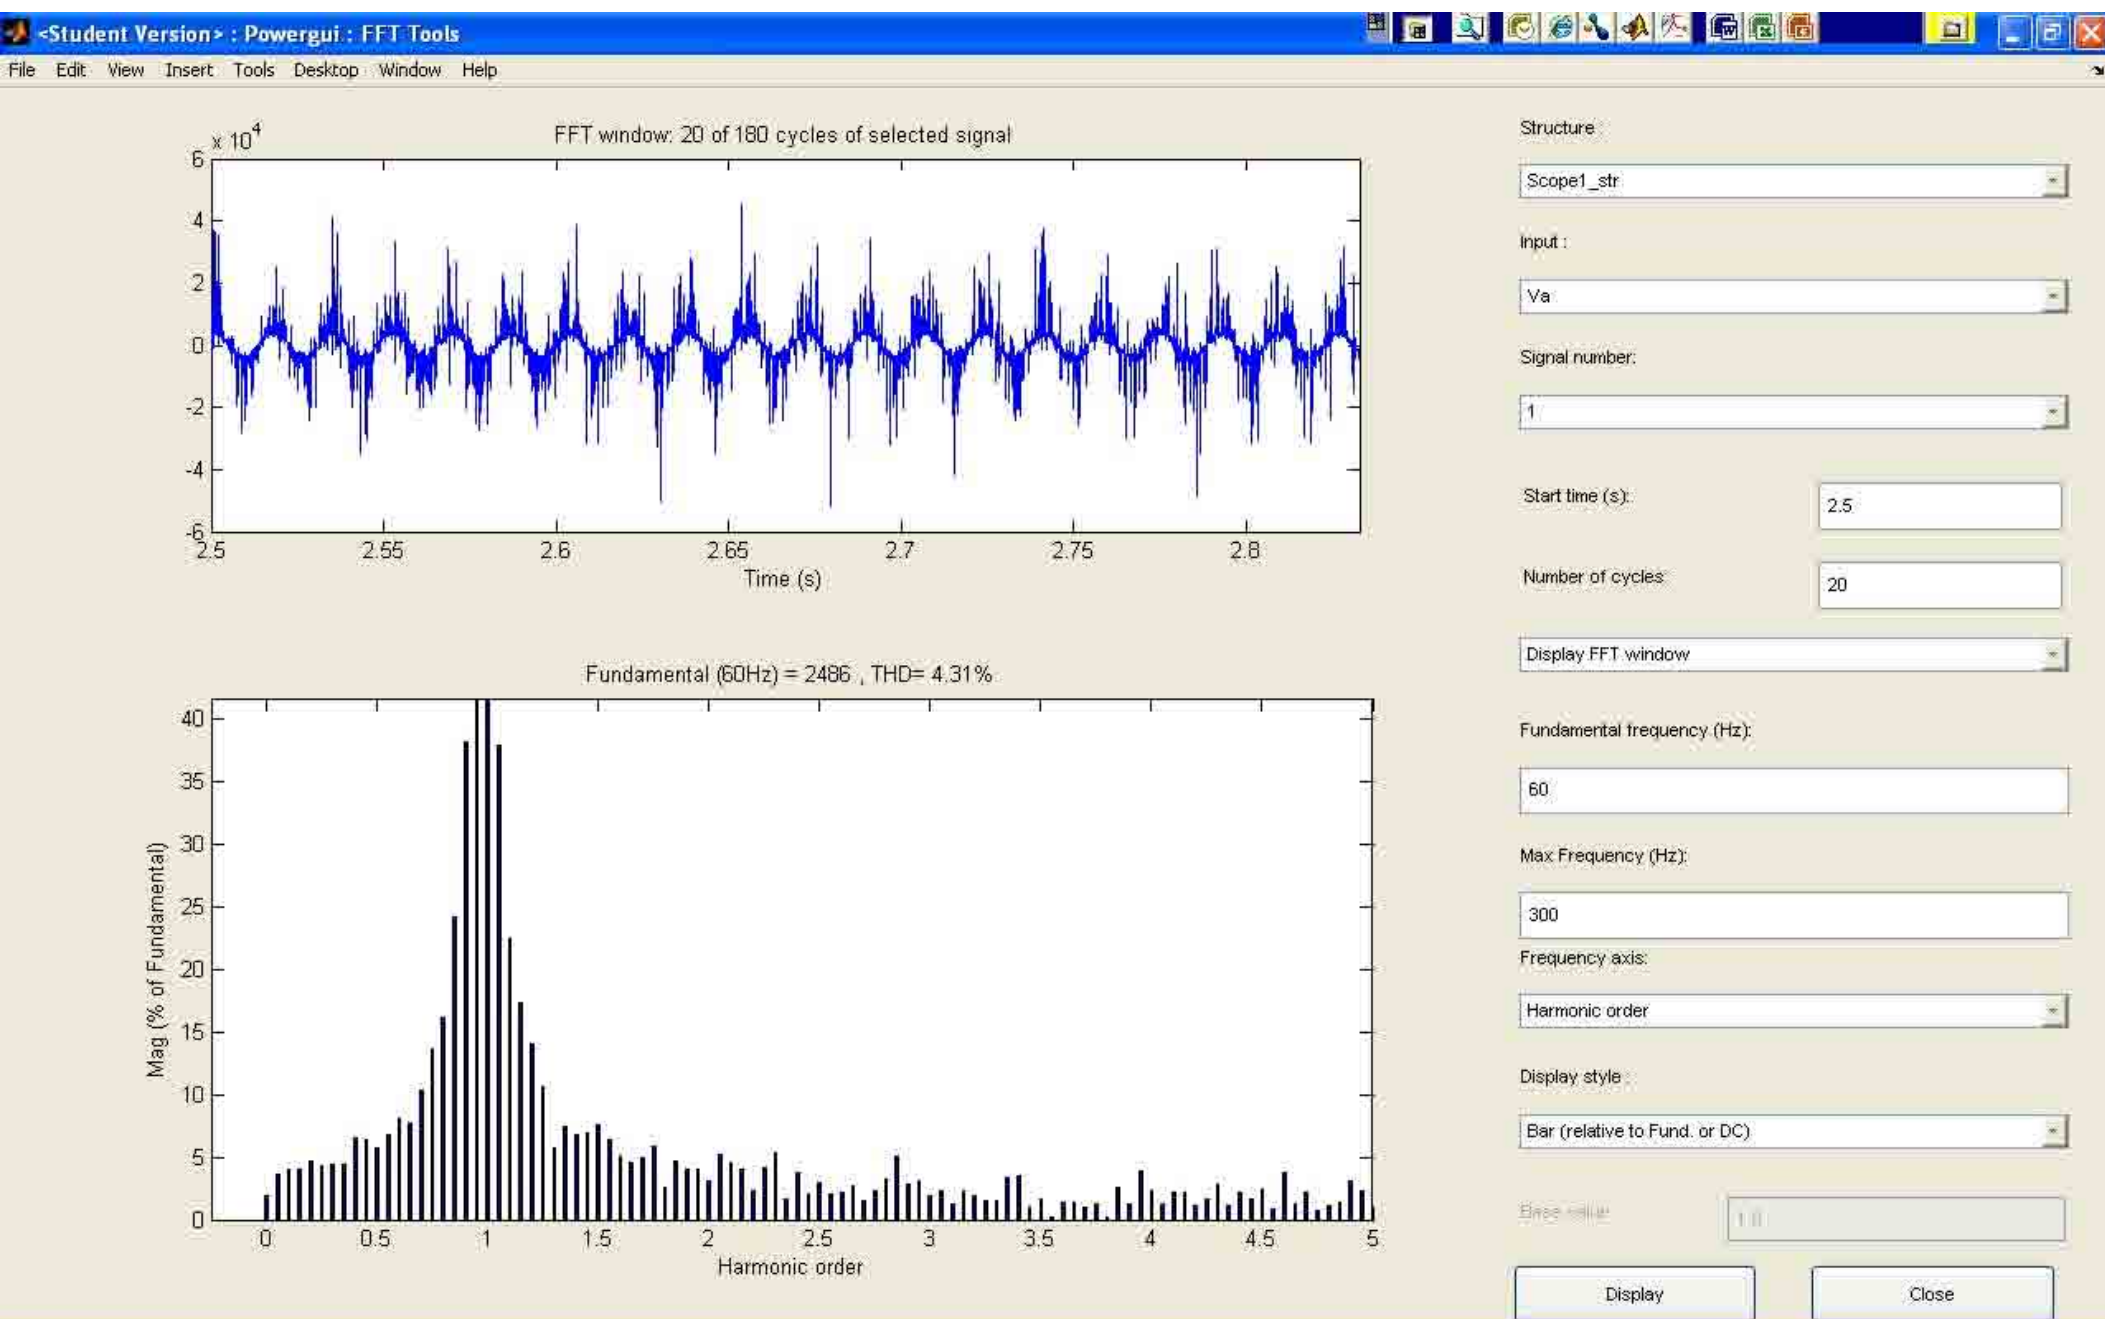 <Student Version> : Powergui : FFT Tools
File Edit View Insert Tools Desktop Window Help
x 10^4
FFT window: 20 of 180 cycles of selected signal
6
4
2
0
-2
-4
-6
2.5 2.55 2.6 2.65 2.7 2.75 2.8
Time (s)
Fundamental (60Hz) = 2486 , THD= 4.31%
Mag (% of Fundamental)
40
35
30
25
20
15
10
5
0
0 0.5 1 1.5 2 2.5 3 3.5 4 4.5 5
Harmonic order
Structure :
Scope1_str
Input :
Va
Signal number:
1
Start time (s):
2.5
Number of cycles:
20
Display FFT window
Fundamental frequency (Hz):
60
Max Frequency (Hz):
300
Frequency axis:
Harmonic order
Display style :
Bar (relative to Fund. or DC)
Base value:
1.0
Display
Close